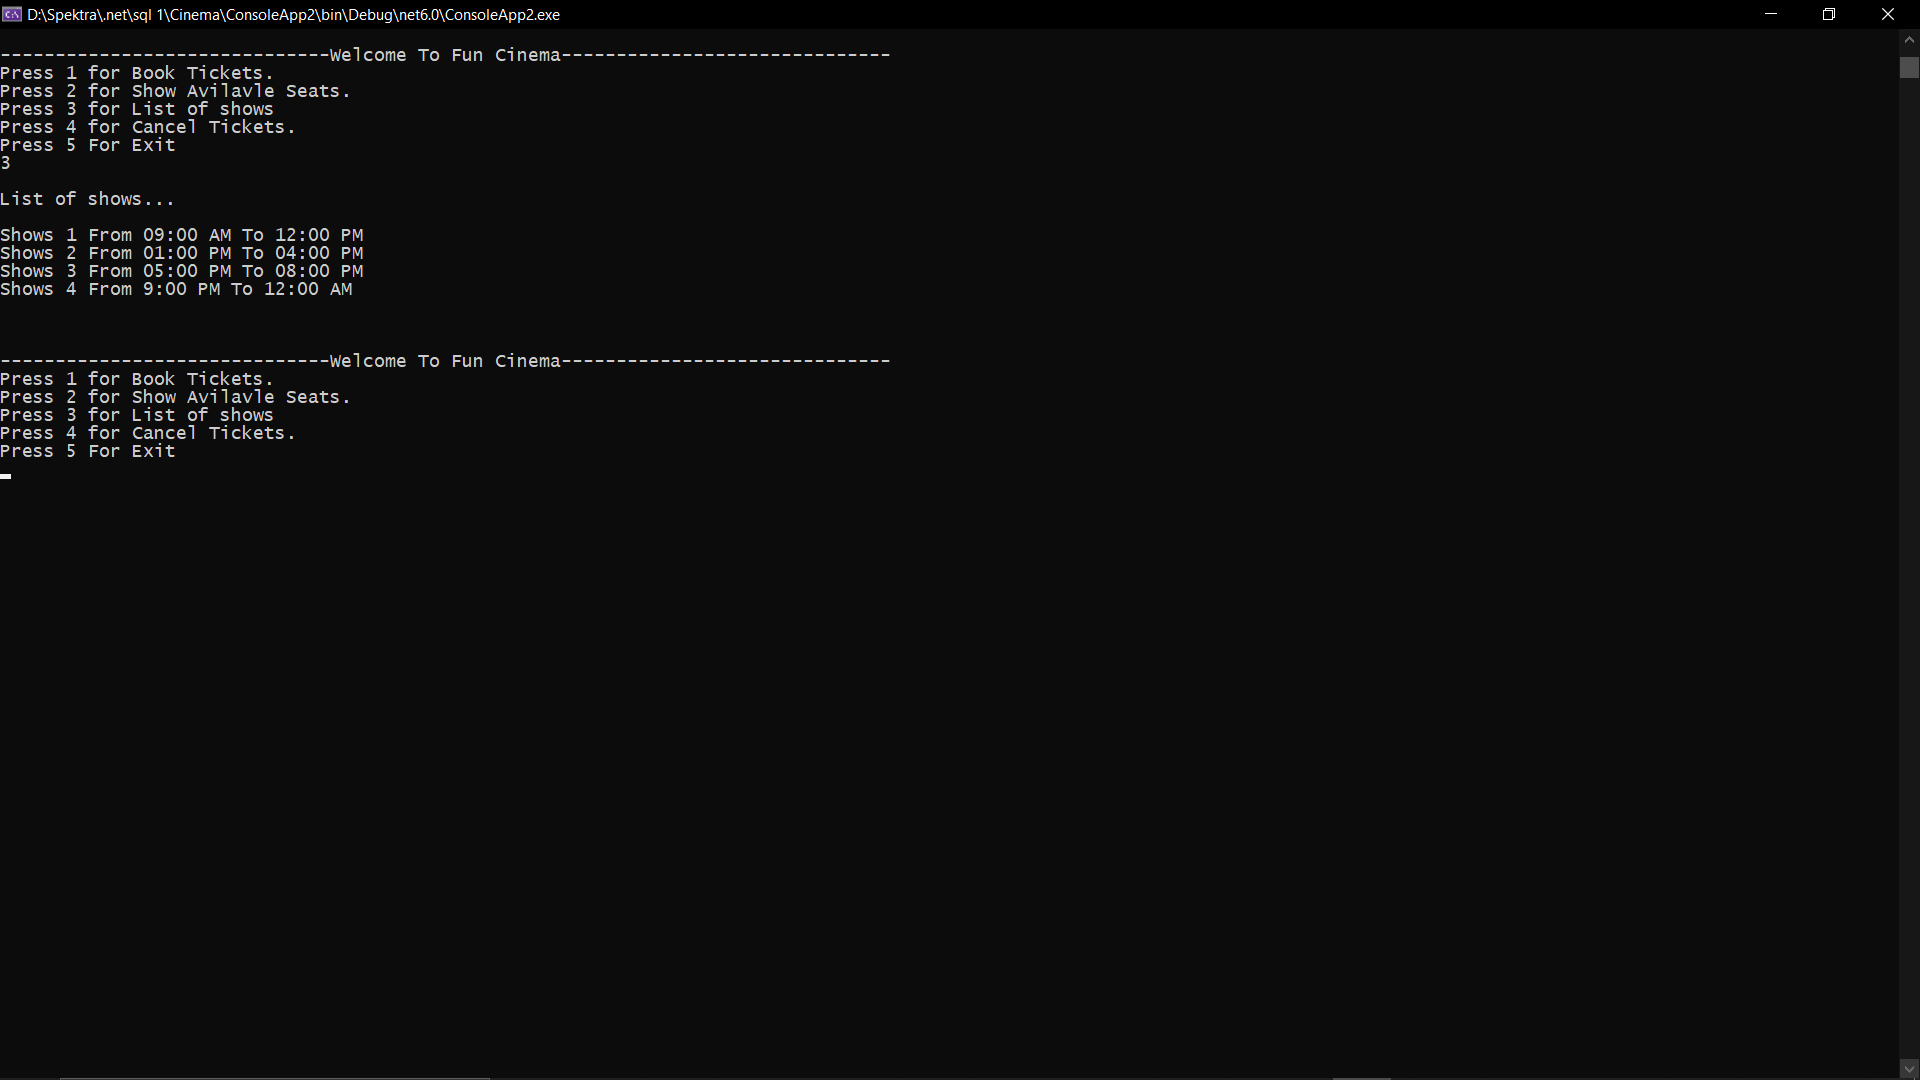 D:\Spektra\.net\sql 1\Cinema\ConsoleApp2\bin\Debug\net6.0\ConsoleApp2.exe
------------------------------Welcome To Fun Cinema------------------------------
Press 1 for Book Tickets.
Press 2 for Show Avilavle Seats.
Press 3 for List of shows
Press 4 for Cancel Tickets.
Press 5 For Exit
3
List of shows...
Shows 1 From 09:00 AM To 12:00 PM
Shows 2 From 01:00 PM To 04:00 PM
Shows 3 From 05:00 PM To 08:00 PM
Shows 4 From 9:00 PM To 12:00 AM
------------------------------Welcome To Fun Cinema------------------------------
Press 1 for Book Tickets.
Press 2 for Show Avilavle Seats.
Press 3 for List of shows
Press 4 for Cancel Tickets.
Press 5 For Exit